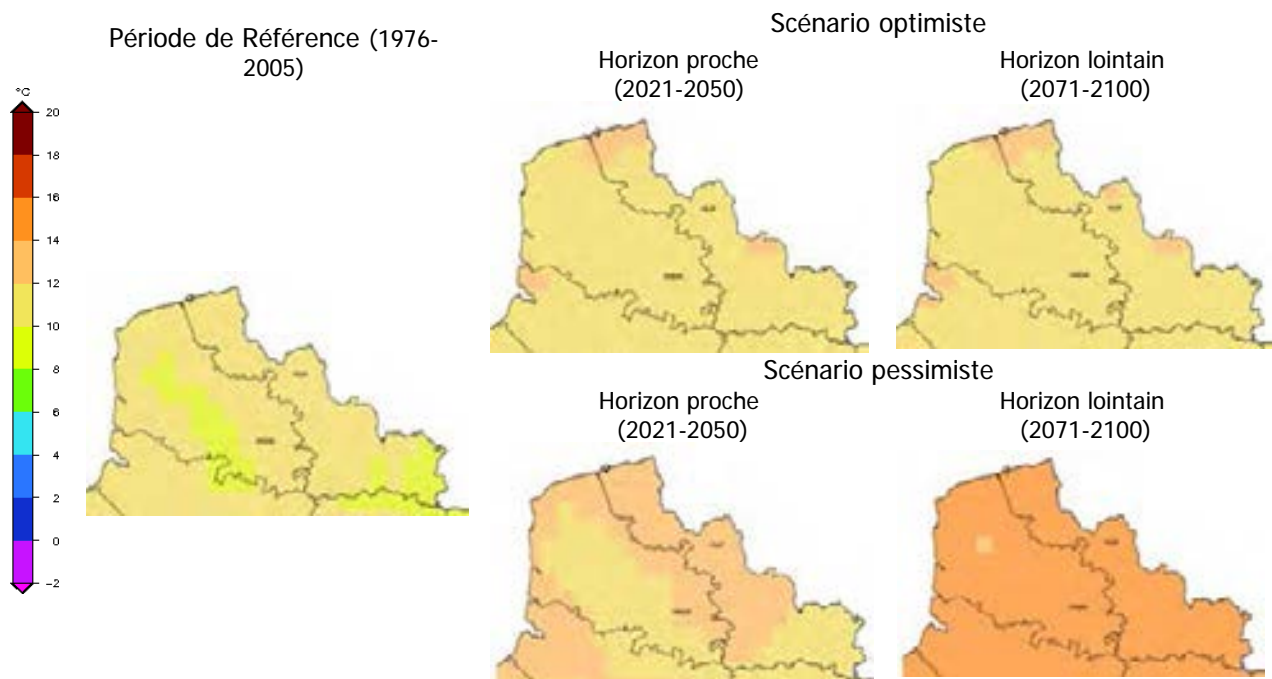 Période de Référence (1976-
2005)
Scénario optimiste
Horizon proche
(2021-2050)
Horizon lointain
(2071-2100)
°C
20
18
16
14
12
10
8
6
4
2
0
-2
Scénario pessimiste
Horizon proche
(2021-2050)
Horizon lointain
(2071-2100)